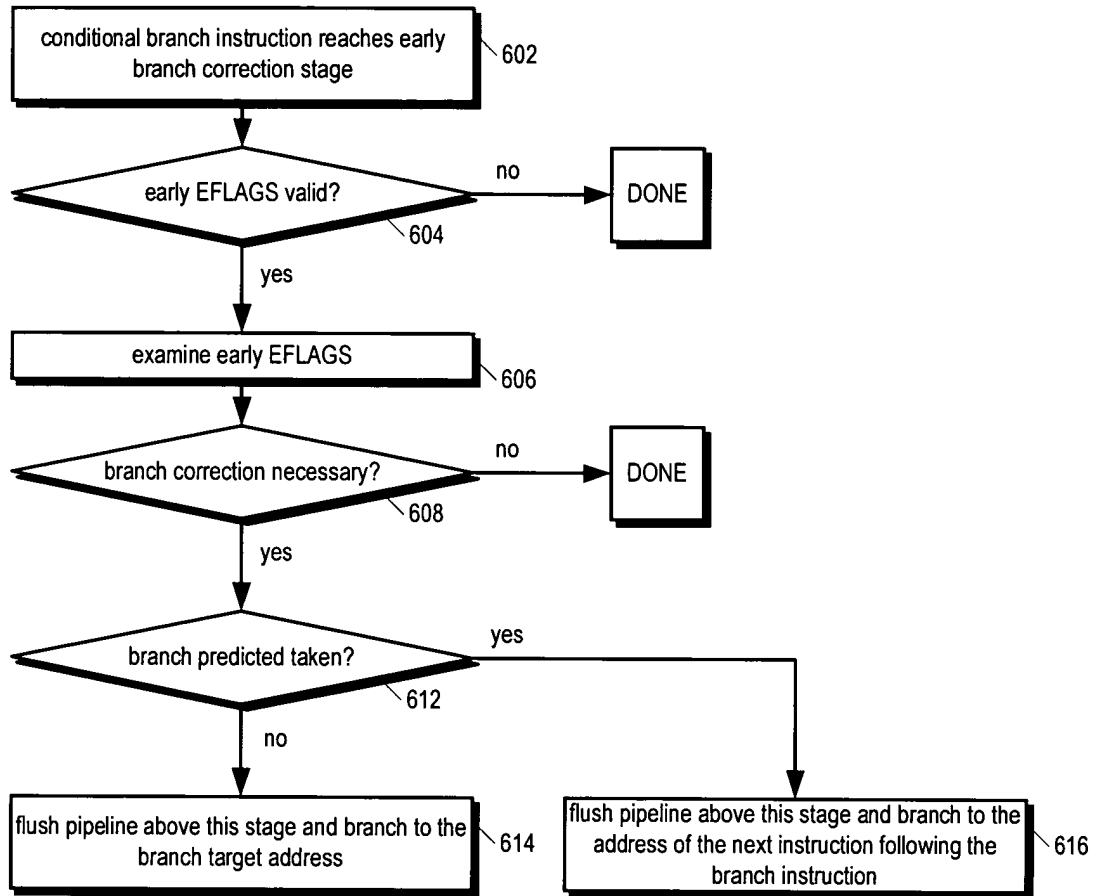 conditional branch instruction reaches early
branch correction stage
602
early EFLAGS valid?
no
DONE
604
yes
examine early EFLAGS
606
branch correction necessary?
no
DONE
608
yes
branch predicted taken?
yes
612
no
flush pipeline above this stage and branch to the
branch target address
614
flush pipeline above this stage and branch to the
address of the next instruction following the
branch instruction
616